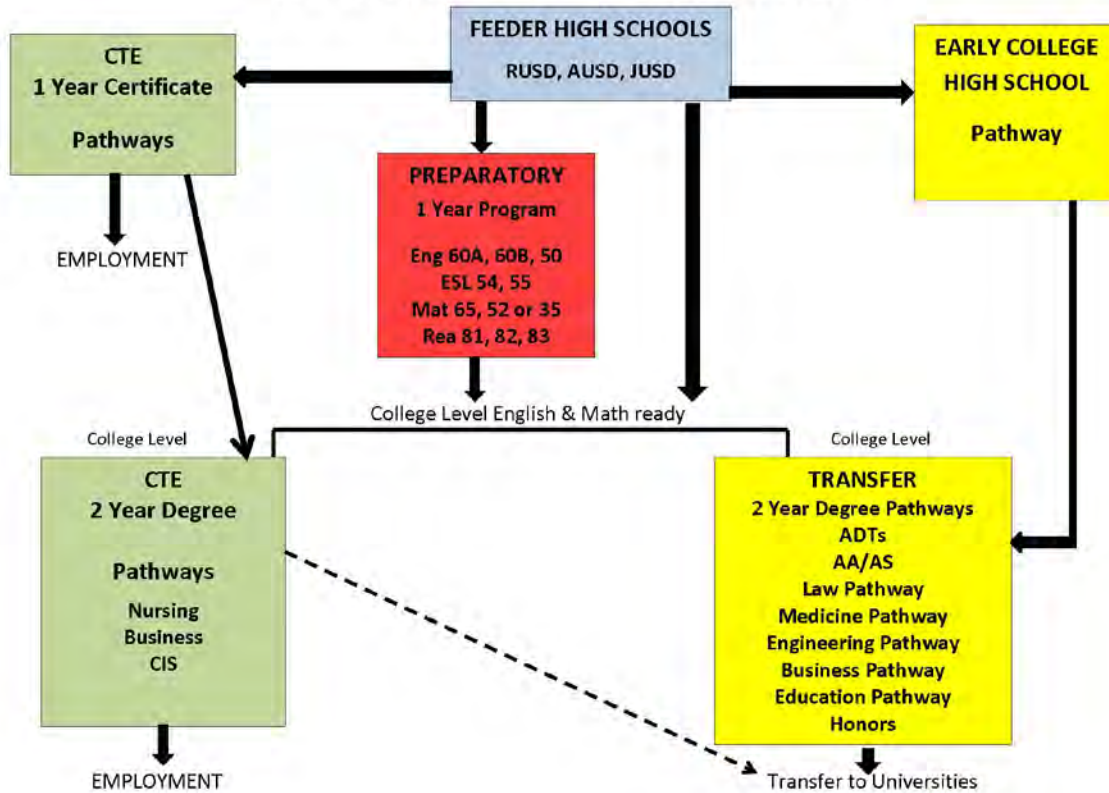 FEEDER HIGH SCHOOLS
RUSD, AUSD, JUSD
CTE
1 Year Certificate
Pathways
EARLY COLLEGE
HIGH SCHOOL
Pathway
EMPLOYMENT
PREPARATORY
1 Year Program
Eng 60A, 60B, 50
ESL 54, 55
Mat 65, 52 or 35
Rea 81, 82, 83
College Level English & Math ready
College Level
CTE
2 Year Degree
Pathways
Nursing
Business
CIS
EMPLOYMENT
College Level
TRANSFER
2 Year Degree Pathways
ADTs
AA/AS
Law Pathway
Medicine Pathway
Engineering Pathway
Business Pathway
Education Pathway
Honors
Transfer to Universities